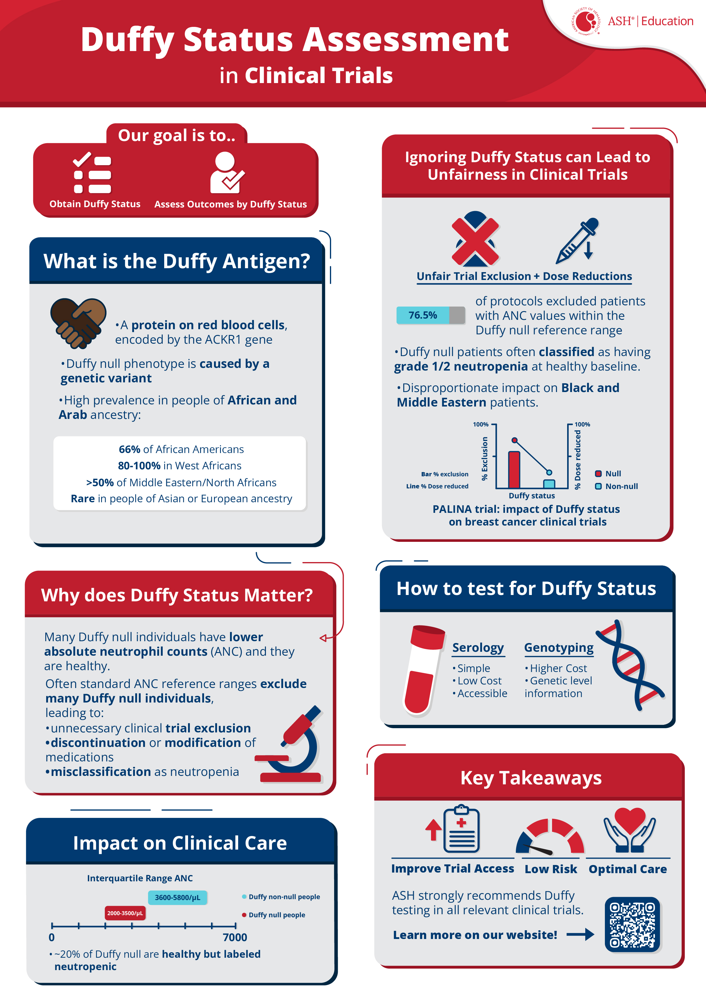 Duffy Status Assessment
in Clinical Trials
AMERICAN SOCIETY OF HEMATOLOGY
ASH® | Education
Our goal is to..
Obtain Duffy Status
Assess Outcomes by Duffy Status
What is the Duffy Antigen?
•A protein on red blood cells,
encoded by the ACKR1 gene
•Duffy null phenotype is caused by a
genetic variant
•High prevalence in people of African and
Arab ancestry:
66% of African Americans
80-100% in West Africans
>50% of Middle Eastern/North Africans
Rare in people of Asian or European ancestry
Why does Duffy Status Matter?
Many Duffy null individuals have lower
absolute neutrophil counts (ANC) and they
are healthy.
Often standard ANC reference ranges exclude
many Duffy null individuals,
leading to:
•unnecessary clinical trial exclusion
•discontinuation or modification of
medications
•misclassification as neutropenia
Impact on Clinical Care
Interquartile Range ANC
3600-5800/µL
2000-3500/µL
Duffy non-null people
Duffy null people
0
7000
• ~20% of Duffy null are healthy but labeled
neutropenic
Ignoring Duffy Status can Lead to
Unfairness in Clinical Trials
Unfair Trial Exclusion + Dose Reductions
76.5%
of protocols excluded patients
with ANC values within the
Duffy null reference range
•Duffy null patients often classified as having
grade 1/2 neutropenia at healthy baseline.
•Disproportionate impact on Black and
Middle Eastern patients.
100%
100%
% Exclusion
% Dose reduced
Bar % exclusion
Line % Dose reduced
Null
Non-null
Duffy status
PALINA trial: impact of Duffy status
on breast cancer clinical trials
How to test for Duffy Status
Serology
• Simple
• Low Cost
• Accessible
Genotyping
• Higher Cost
• Genetic level
information
Key Takeaways
Improve Trial Access
Low Risk
Optimal Care
ASH strongly recommends Duffy
testing in all relevant clinical trials.
Learn more on our website!